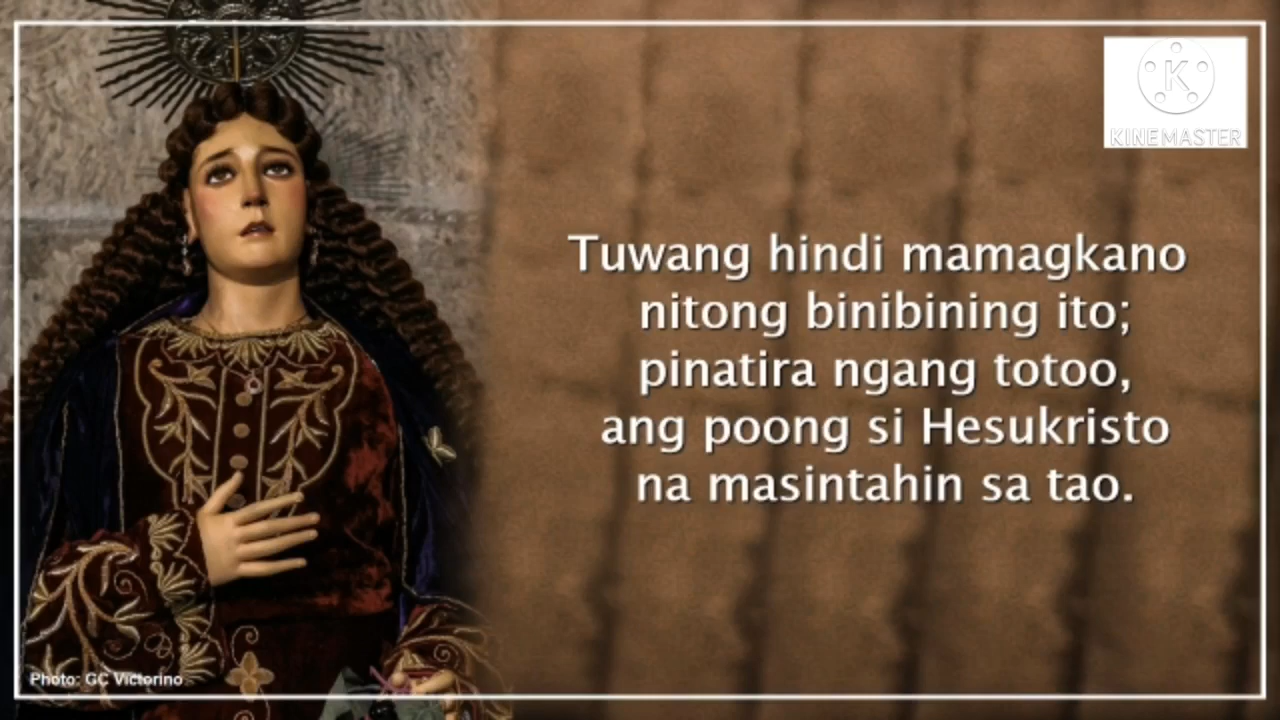 K
KINEMASTER
Tuwang hindi mamagkano
nitong binibining ito;
pinatira ngang totoo,
ang poong si Hesukristo
na masintahin sa tao.
Photo: GC Victorino